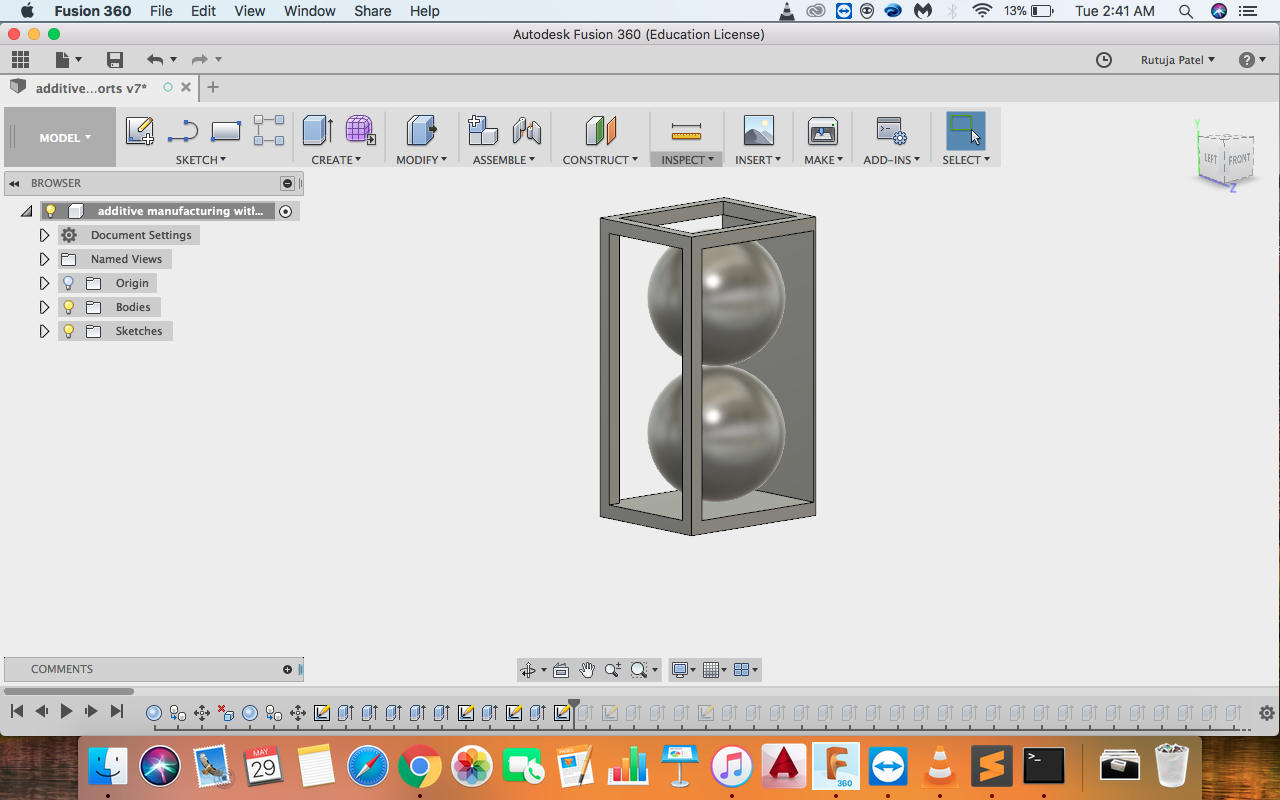 Fusion 360 File Edit View Window Share Help 13% Tue 2:41 AM
Autodesk Fusion 360 (Education License)
Rutuja Patel
additive...orts v7*
MODEL
SKETCH CREATE MODIFY ASSEMBLE CONSTRUCT INSPECT INSERT MAKE ADD-INS SELECT
Y
LEFT FRONT
Z
BROWSER
additive manufacturing wit...
Document Settings
Named Views
Origin
Bodies
Sketches
COMMENTS
MAY
29
PAGES
360